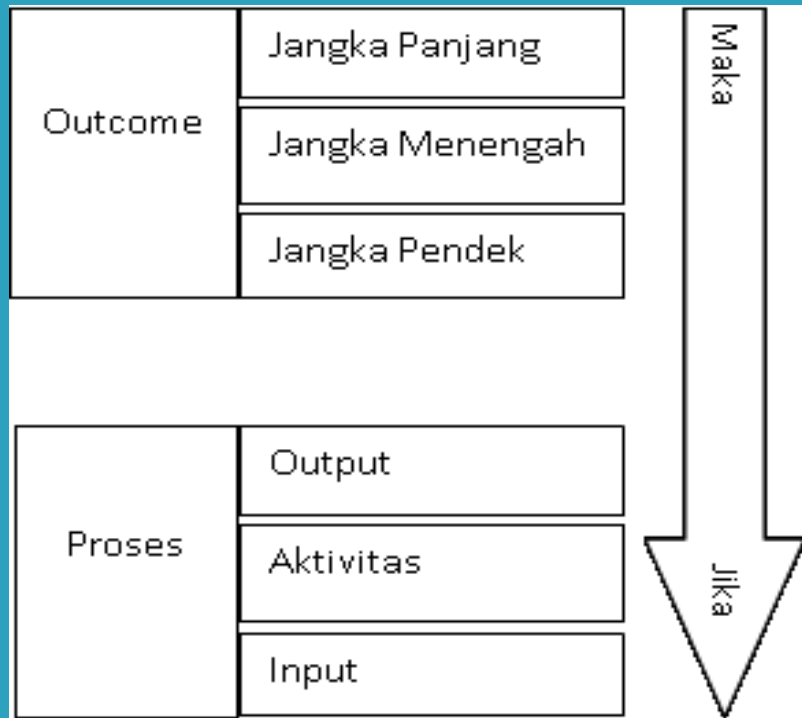 Outcome
Jangka Panjang
Jangka Menengah
Jangka Pendek
Maka
Proses
Output
Aktivitas
Input
Jika